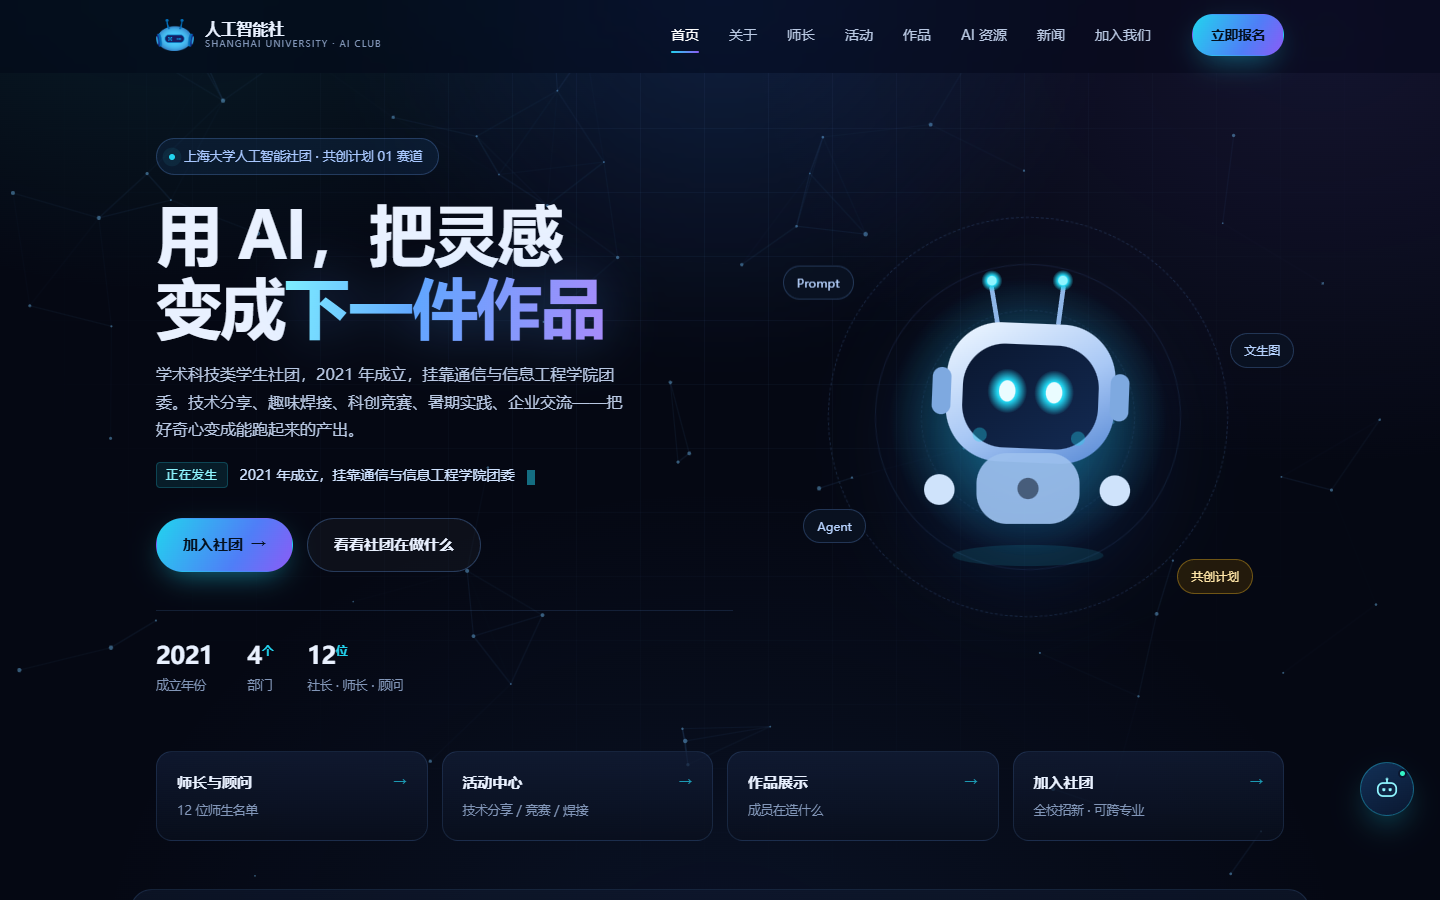 人工智能社
SHANGHAI UNIVERSITY · AI CLUB
首页
关于
师长
活动
作品
AI 资源
新闻
加入我们
立即报名
上海大学人工智能社团 · 共创计划 01 赛道
用 AI，把灵感
变成下一件作品
学术科技类学生社团，2021 年成立，挂靠通信与信息工程学院团
委。技术分享、趣味焊接、科创竞赛、暑期实践、企业交流——把
好奇心变成能跑起来的产出。
正在发生 2021 年成立，挂靠通信与信息工程学院团委
加入社团 →
看看社团在做什么
2021
成立年份
4个
部门
12位
社长 · 师长 · 顾问
Prompt
文生图
Agent
共创计划
师长与顾问 →
12 位师生名单
活动中心 →
技术分享 / 竞赛 / 焊接
作品展示 →
成员在造什么
加入社团 →
全校招新 · 可跨专业